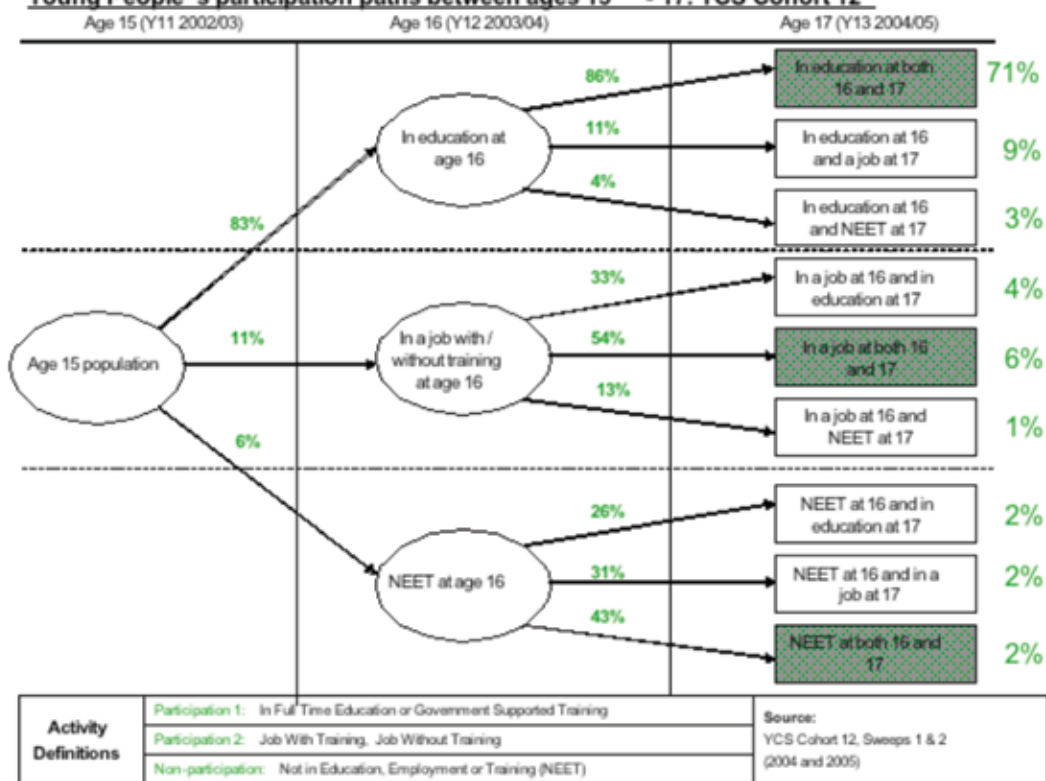 Young People's participation paths between ages 15 - 17: YCS Cohort 12
Age 15 (Y11 2002/03)
Age 16 (Y12 2003/04)
Age 17 (Y13 2004/05)
86%
In education at both
16 and 17
71%
In education at
age 16
11%
In education at 16
and a job at 17
9%
4%
In education at 16
and NEET at 17
3%
83%
33%
In a job at 16 and in
education at 17
4%
Age 15 population
11%
In a job with /
without training
at age 16
54%
In a job at both 16
and 17
6%
13%
In a job at 16 and
NEET at 17
1%
6%
26%
NEET at 16 and in
education at 17
2%
NEET at age 16
31%
NEET at 16 and in a
job at 17
2%
43%
NEET at both 16 and
17
2%
Activity
Definitions
Participation 1: In Full Time Education or Government Supported Training
Participation 2: Job With Training, Job Without Training
Non-participation: Not in Education, Employment or Training (NEET)
Source:
YCS Cohort 12, Sweeps 1 & 2
(2004 and 2005)